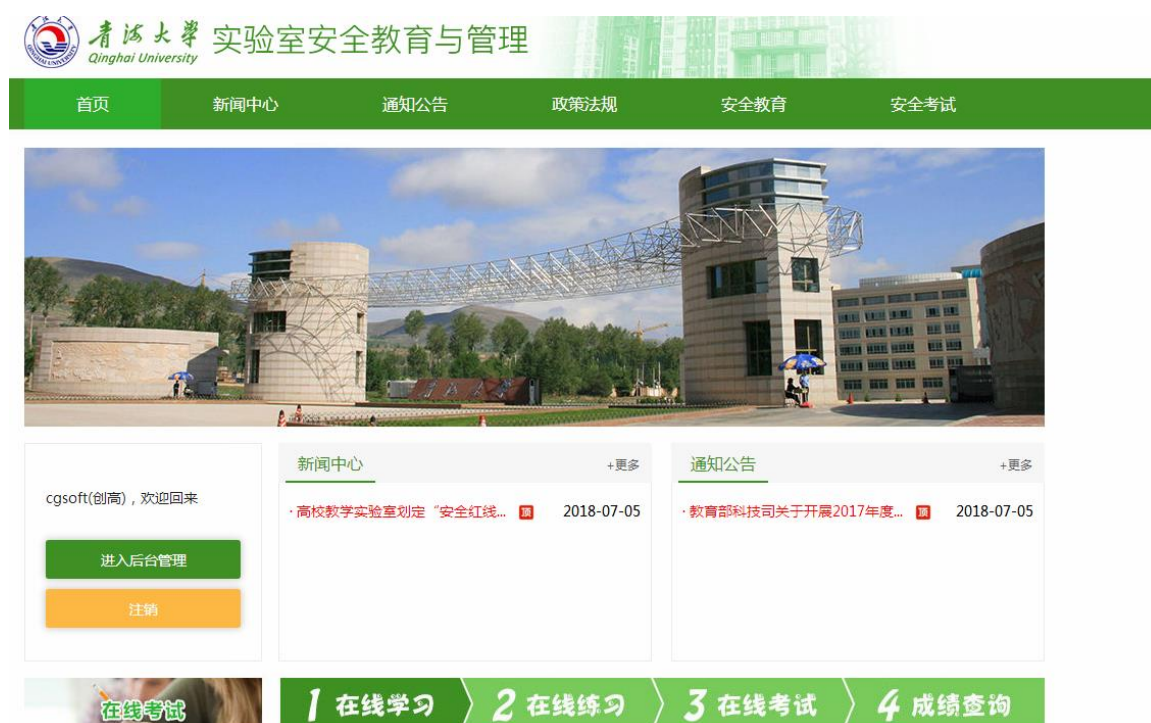 青海大学 实验室安全教育与管理
Qinghai University
首页 新闻中心 通知公告 政策法规 安全教育 安全考试
青海大学
cgsoft(创高)，欢迎回来
进入后台管理
注销
新闻中心 +更多
·高校教学实验室划定“安全红线... 顶 2018-07-05
通知公告 +更多
·教育部科技司关于开展2017年度... 顶 2018-07-05
在线考试
1 在线学习 2 在线练习 3 在线考试 4 成绩查询